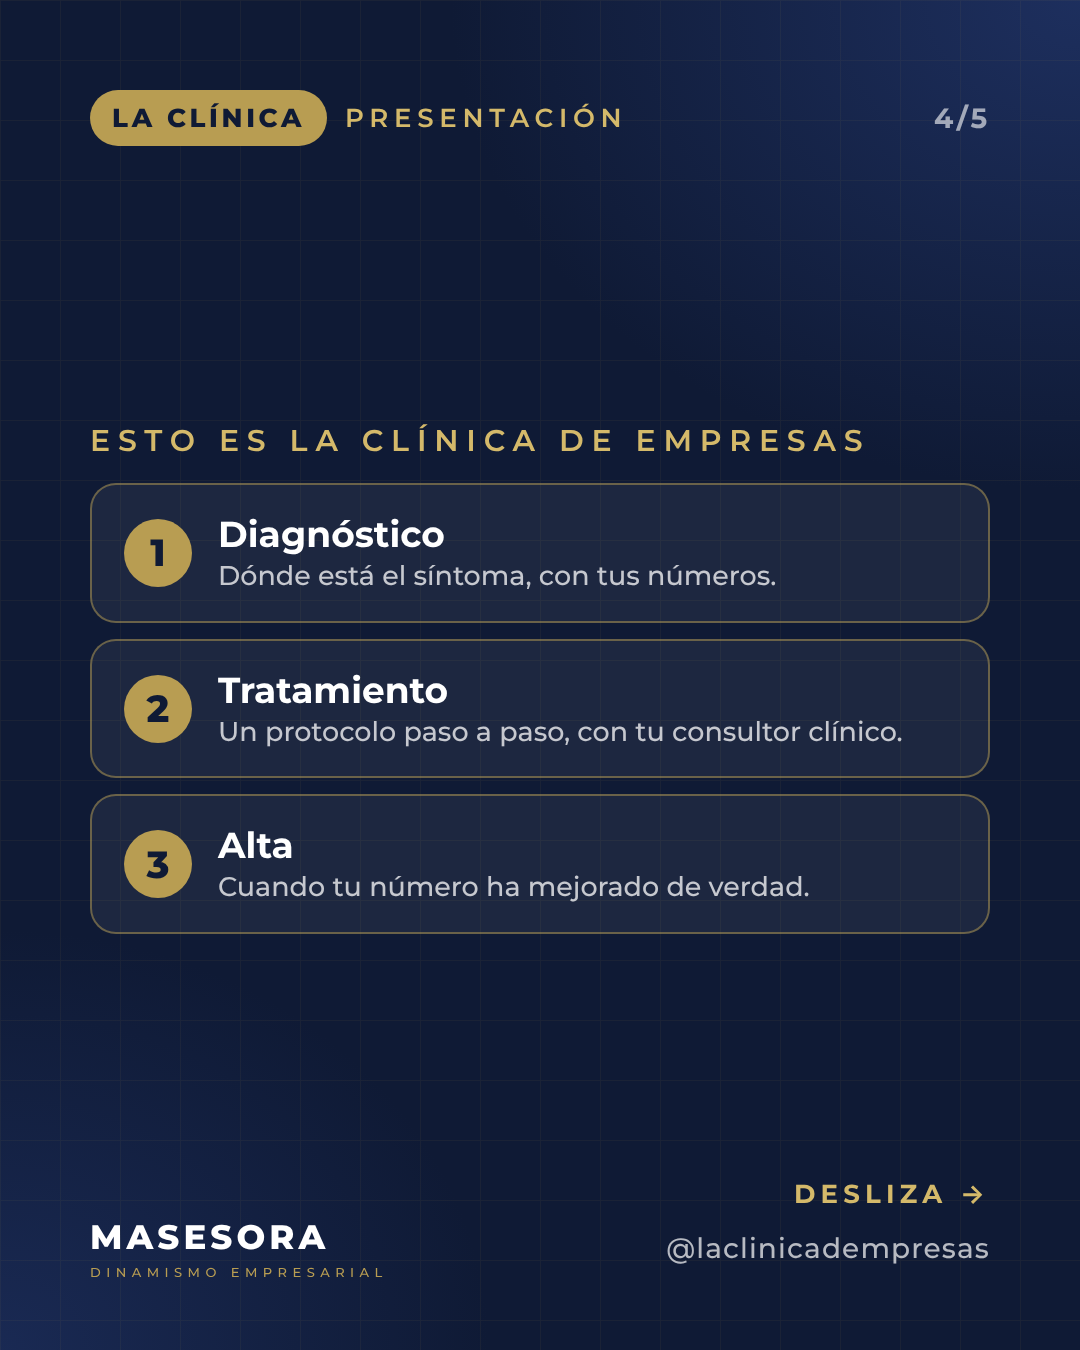 LA CLÍNICA PRESENTACIÓN 4/5
ESTO ES LA CLÍNICA DE EMPRESAS
1 Diagnóstico
Dónde está el síntoma, con tus números.
2 Tratamiento
Un protocolo paso a paso, con tu consultor clínico.
3 Alta
Cuando tu número ha mejorado de verdad.
DESLIZA →
MASESORA
DINAMISMO EMPRESARIAL
@laclinicadempresas